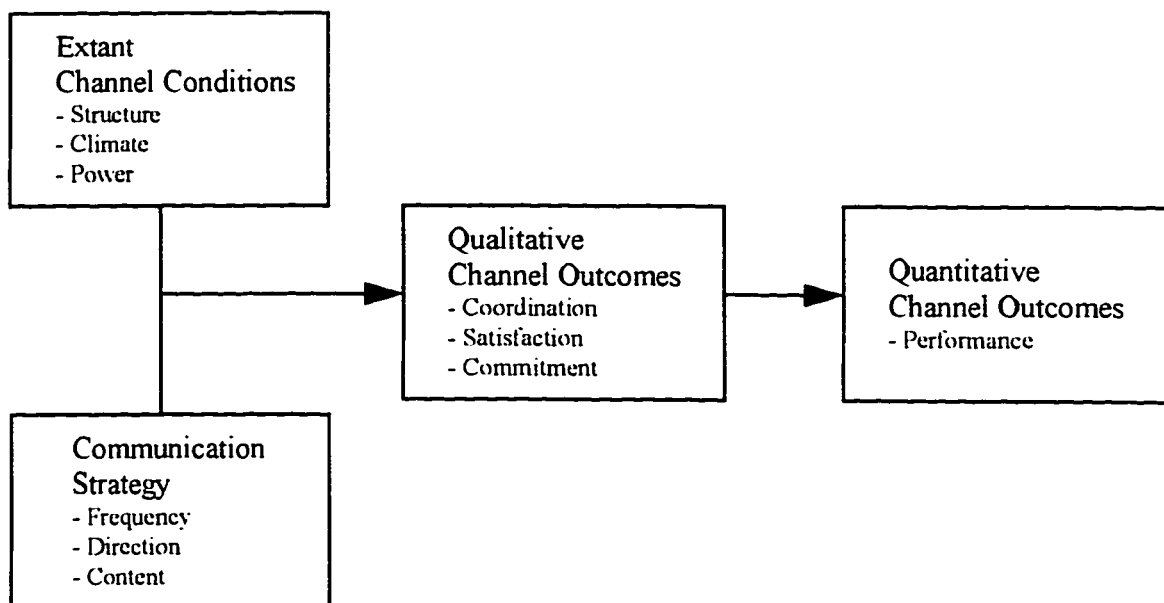 Extant
Channel Conditions
- Structure
- Climate
- Power
Qualitative
Channel Outcomes
- Coordination
- Satisfaction
- Commitment
Quantitative
Channel Outcomes
- Performance
Communication
Strategy
- Frequency
- Direction
- Content